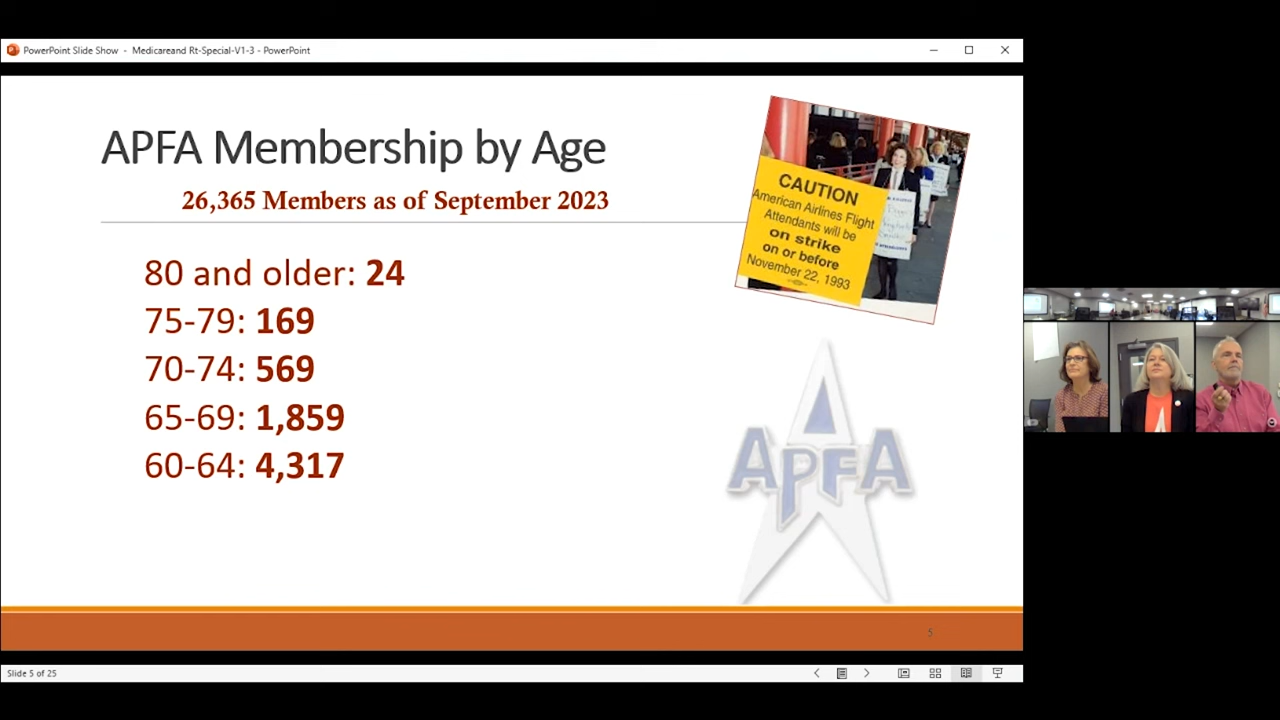 PowerPoint Slide Show - Medicareand Rt-Special-V1-3 - PowerPoint
APFA Membership by Age
26,365 Members as of September 2023
80 and older: 24
75-79: 169
70-74: 569
65-69: 1,859
60-64: 4,317
CAUTION
American Airlines Flight
Attendants will be
on strike
on or before
November 22, 1993
APFA
5
Slide 5 of 25